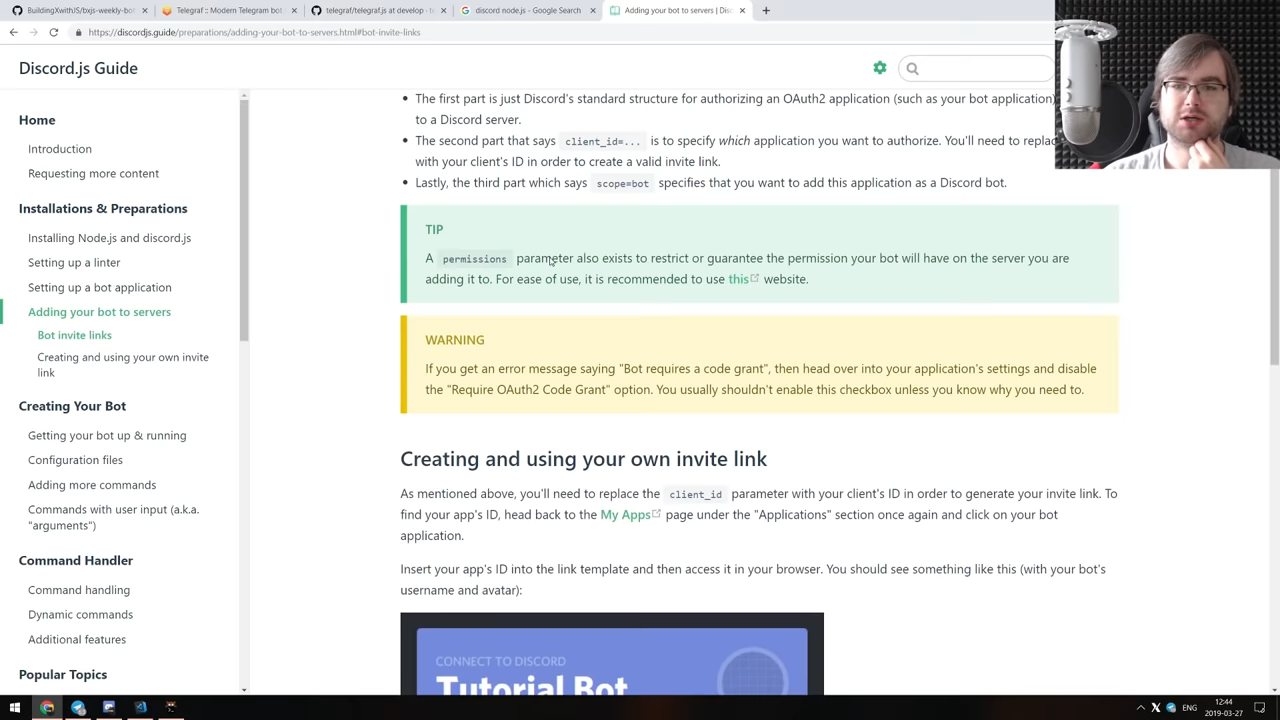 BuildingXwithJS/bxjs-weekly-bot
Telegraf :: Modern Telegram bot
telegraf/telegraf.js at develop · te
discord node.js - Google Search
Adding your bot to servers | Disc
https://discordjs.guide/preparations/adding-your-bot-to-servers.html#bot-invite-links
Discord.js Guide
Home
Introduction
Requesting more content
Installations & Preparations
Installing Node.js and discord.js
Setting up a linter
Setting up a bot application
Adding your bot to servers
Bot invite links
Creating and using your own invite
link
Creating Your Bot
Getting your bot up & running
Configuration files
Adding more commands
Commands with user input (a.k.a.
"arguments")
Command Handler
Command handling
Dynamic commands
Additional features
Popular Topics
The first part is just Discord's standard structure for authorizing an OAuth2 application (such as your bot application)
to a Discord server.
The second part that says client_id=... is to specify which application you want to authorize. You'll need to replac
with your client's ID in order to create a valid invite link.
Lastly, the third part which says scope=bot specifies that you want to add this application as a Discord bot.
TIP
A permissions parameter also exists to restrict or guarantee the permission your bot will have on the server you are
adding it to. For ease of use, it is recommended to use this website.
WARNING
If you get an error message saying "Bot requires a code grant", then head over into your application's settings and disable
the "Require OAuth2 Code Grant" option. You usually shouldn't enable this checkbox unless you know why you need to.
Creating and using your own invite link
As mentioned above, you'll need to replace the client_id parameter with your client's ID in order to generate your invite link. To
find your app's ID, head back to the My Apps page under the "Applications" section once again and click on your bot
application.
Insert your app's ID into the link template and then access it in your browser. You should see something like this (with your bot's
username and avatar):
CONNECT TO DISCORD
Tutorial Bot
ENG
12:44
2019-03-27